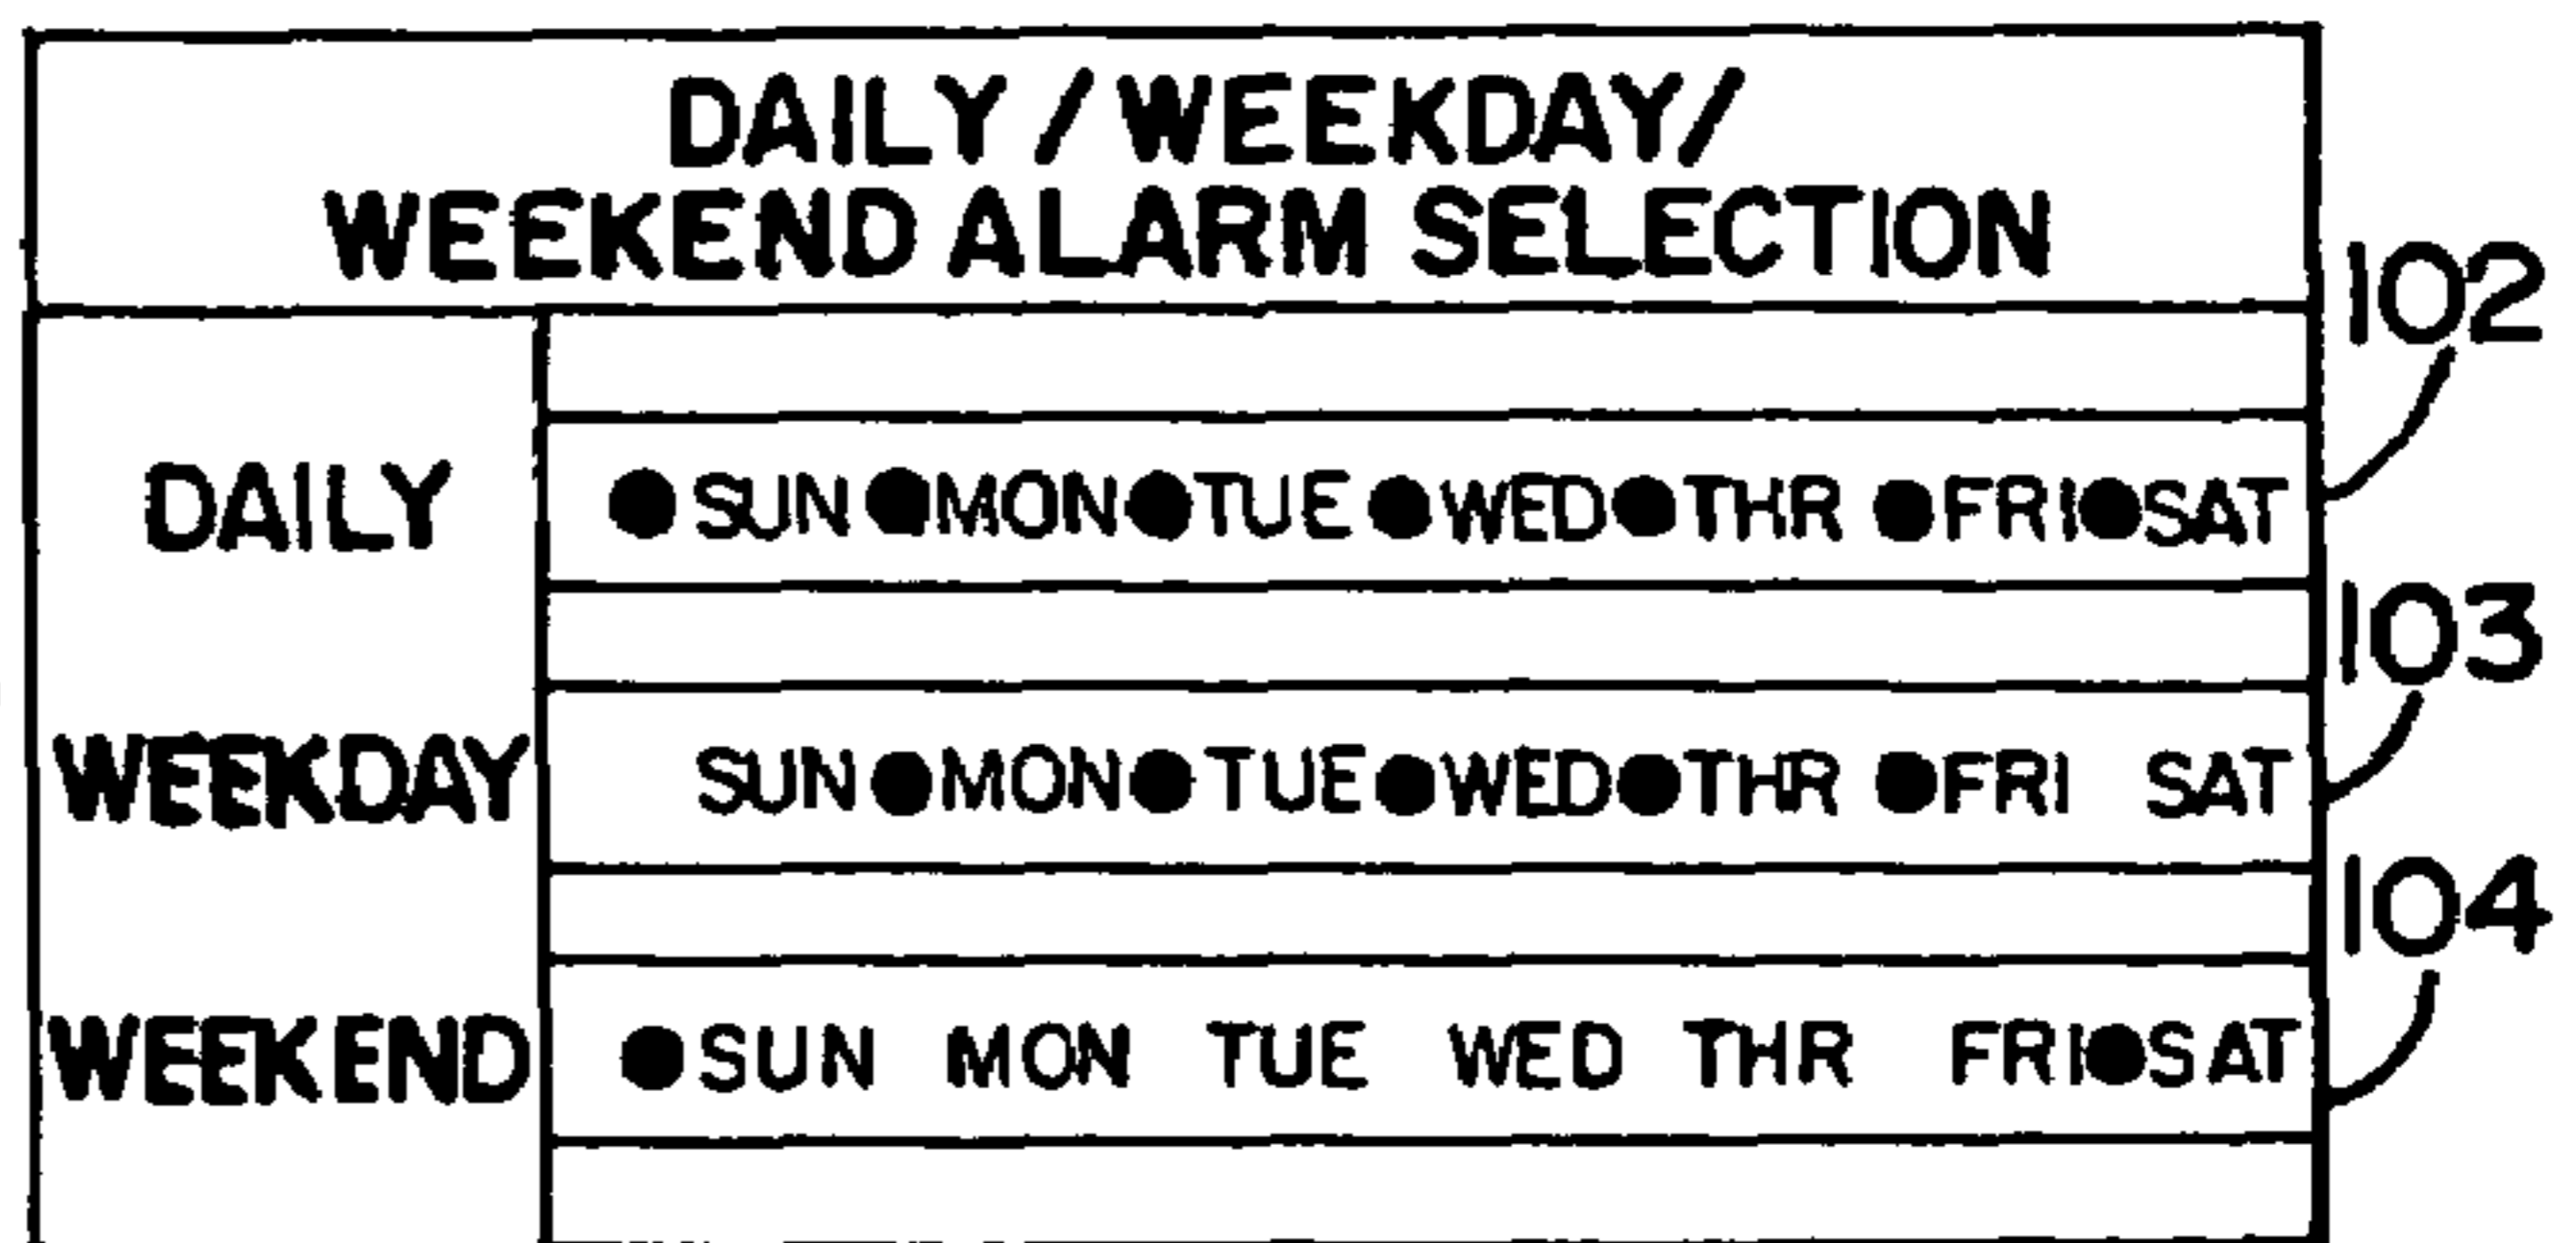 DAILY / WEEKDAY/
WEEKEND ALARM SELECTION
102
DAILY ●SUN ●MON ●TUE ●WED ●THR ●FRI ●SAT
103
WEEKDAY SUN ●MON ●TUE ●WED ●THR ●FRI SAT
104
WEEKEND ●SUN MON TUE WED THR FRI ●SAT